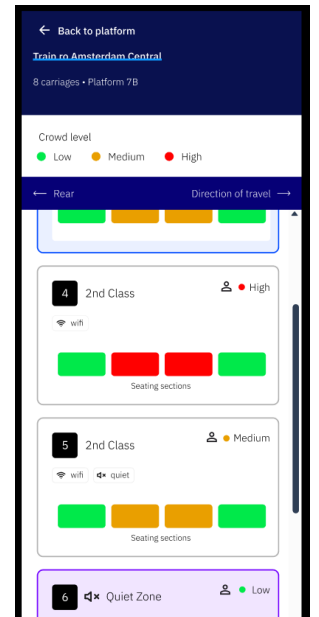 ← Back to platform
Train ro Amsterdam Central
8 carriages • Platform 7B
Crowd level
Low Medium High
← Rear Direction of travel →
4 2nd Class High
wifi
Seating sections
5 2nd Class Medium
wifi quiet
Seating sections
6 Quiet Zone Low